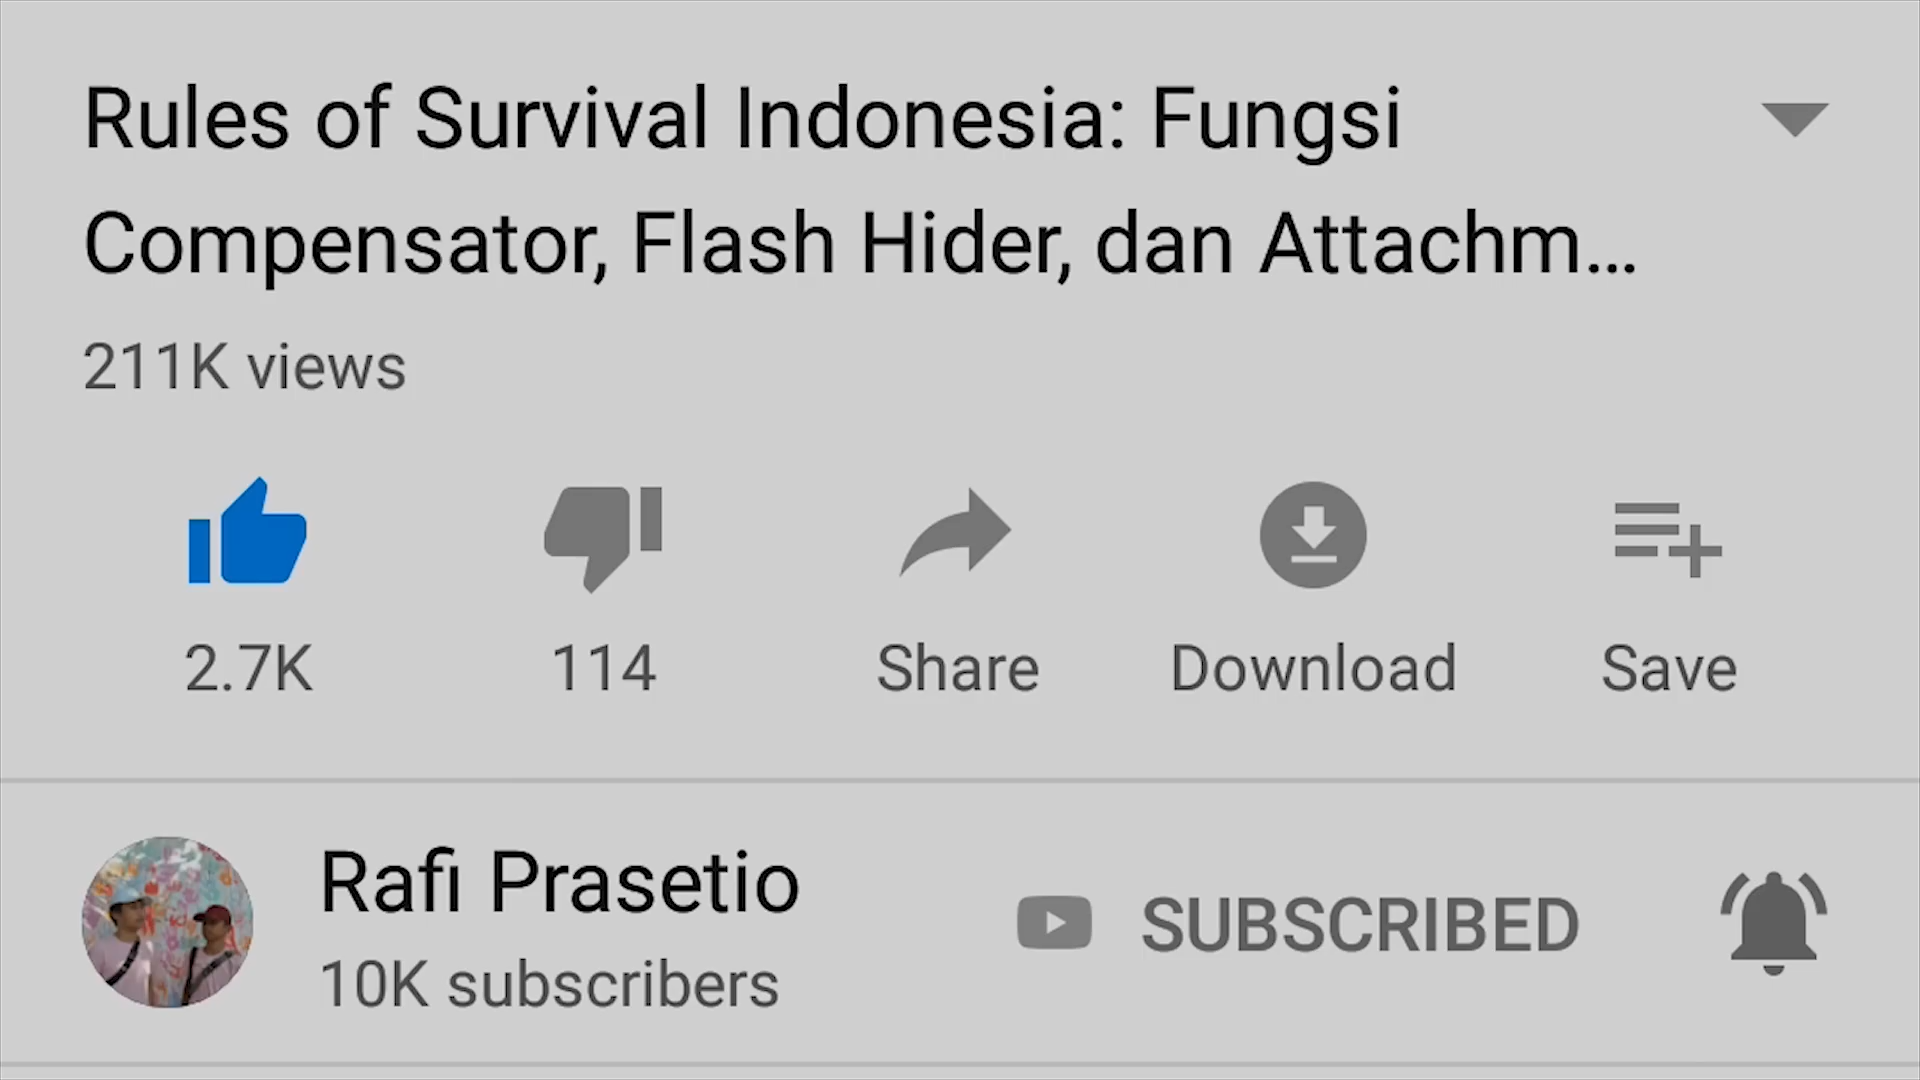 Rules of Survival Indonesia: Fungsi
Compensator, Flash Hider, dan Attachm...
211K views
2.7K 114 Share Download Save
Rafi Prasetio
SUBSCRIBED
10K subscribers